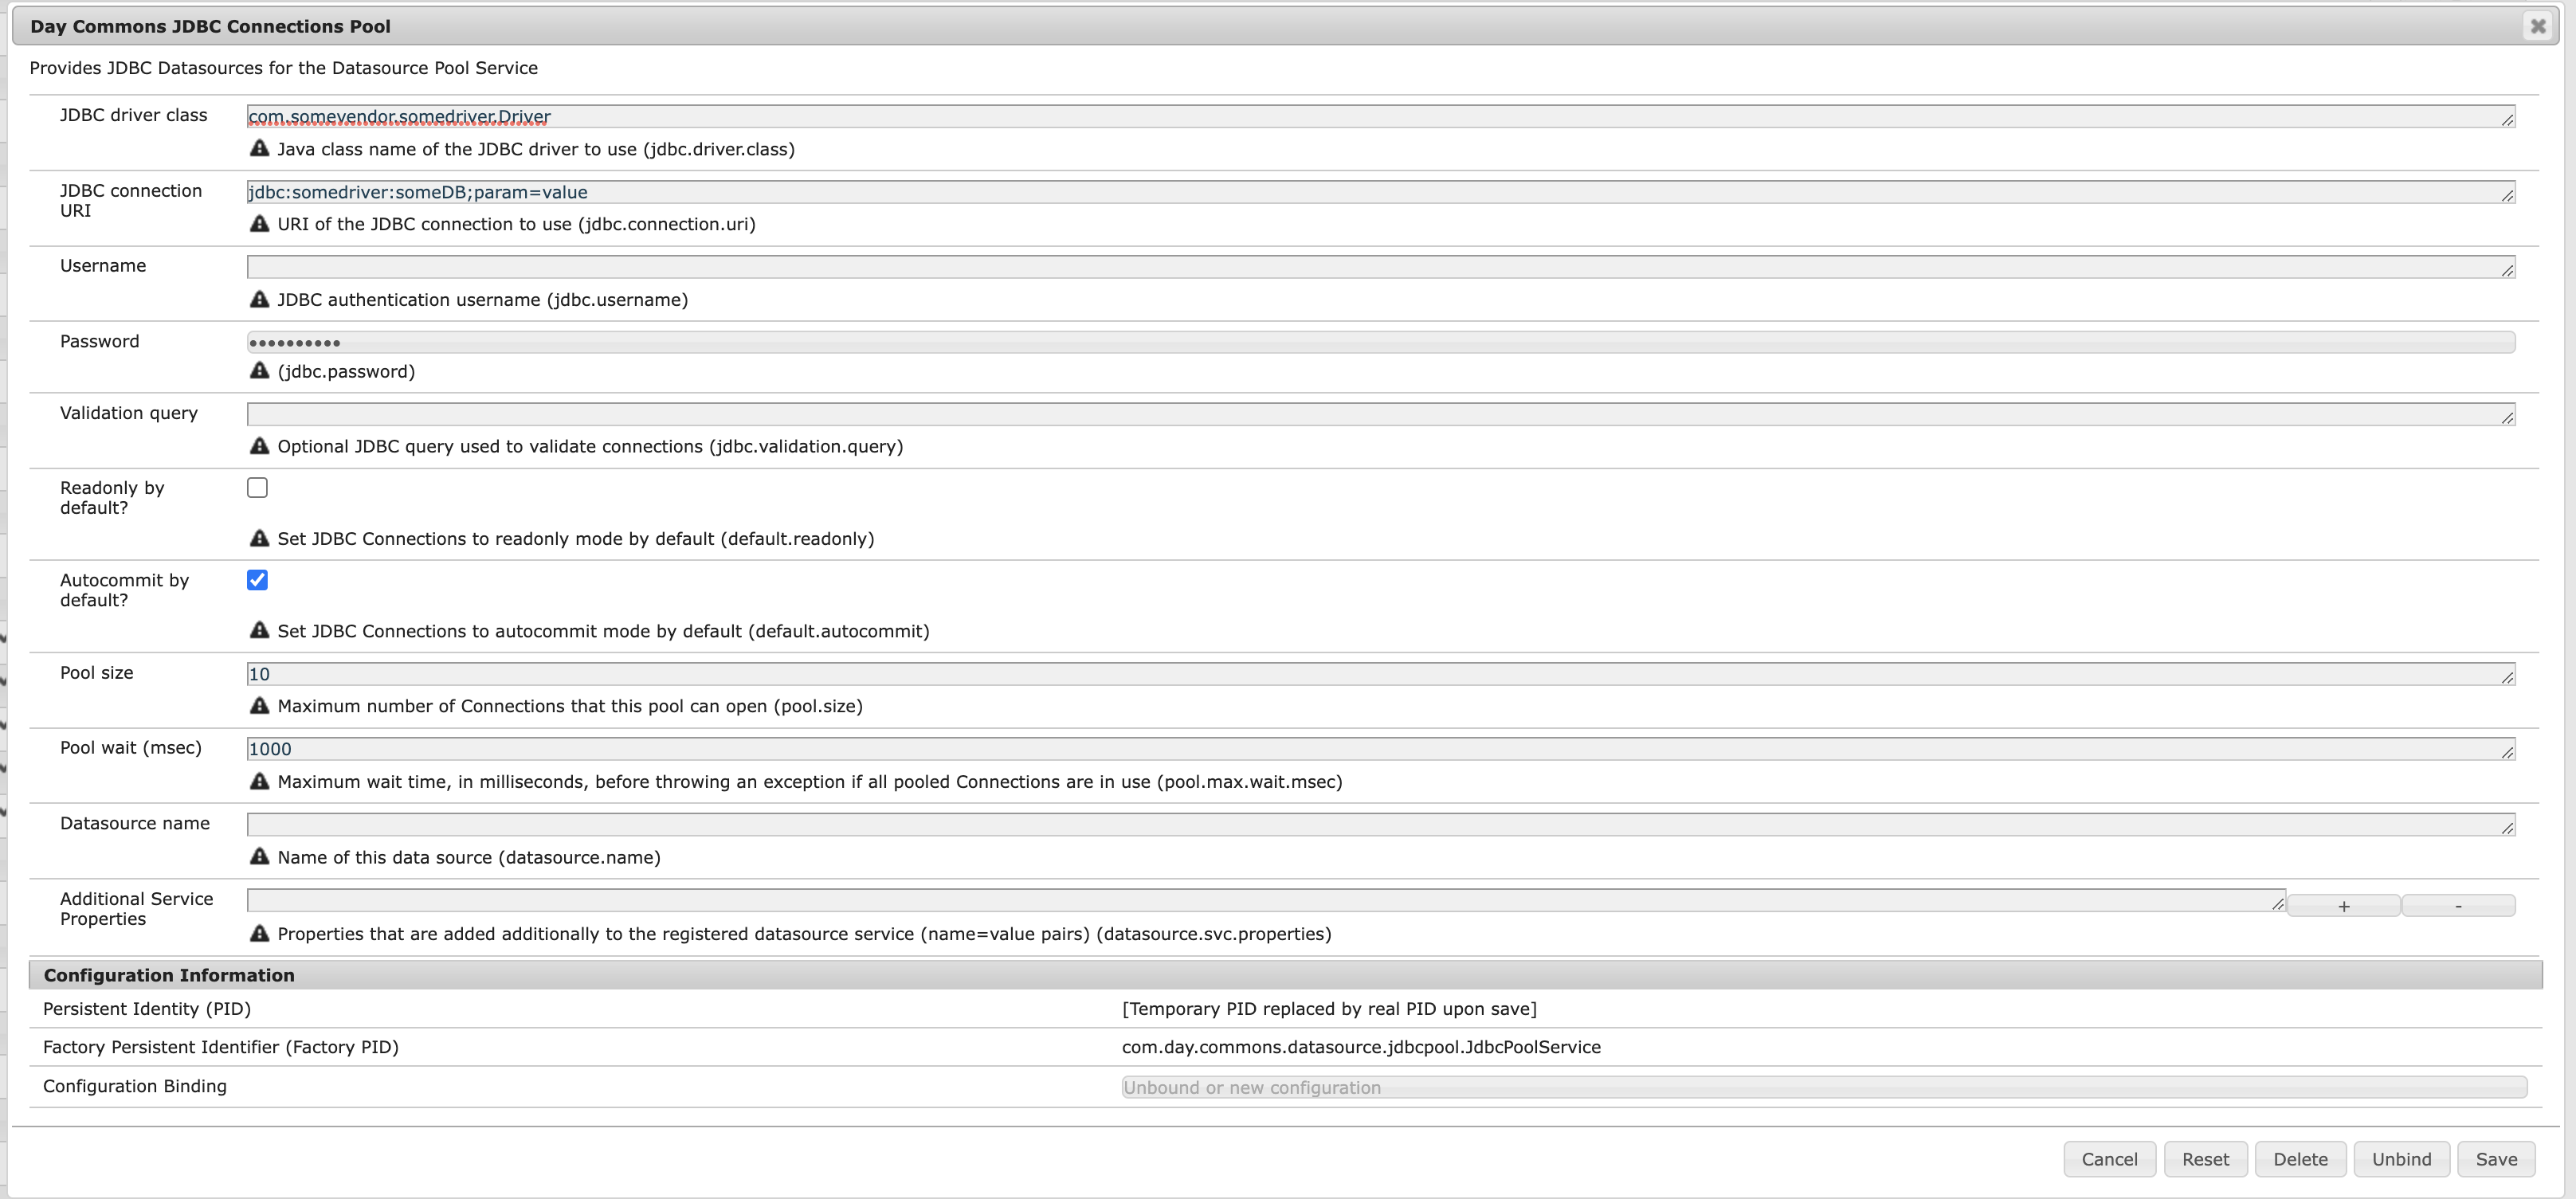 Day Commons JDBC Connections Pool
Provides JDBC Datasources for the Datasource Pool Service
JDBC driver class
com.somevendor.somedriver.Driver
Java class name of the JDBC driver to use (jdbc.driver.class)
JDBC connection
URI
jdbc:somedriver:someDB;param=value
URI of the JDBC connection to use (jdbc.connection.uri)
Username
JDBC authentication username (jdbc.username)
Password
••••••••••
(jdbc.password)
Validation query
Optional JDBC query used to validate connections (jdbc.validation.query)
Readonly by
default?
Set JDBC Connections to readonly mode by default (default.readonly)
Autocommit by
default?
Set JDBC Connections to autocommit mode by default (default.autocommit)
Pool size
10
Maximum number of Connections that this pool can open (pool.size)
Pool wait (msec)
1000
Maximum wait time, in milliseconds, before throwing an exception if all pooled Connections are in use (pool.max.wait.msec)
Datasource name
Name of this data source (datasource.name)
Additional Service
Properties
+ -
Properties that are added additionally to the registered datasource service (name=value pairs) (datasource.svc.properties)
Configuration Information
Persistent Identity (PID) [Temporary PID replaced by real PID upon save]
Factory Persistent Identifier (Factory PID) com.day.commons.datasource.jdbcpool.JdbcPoolService
Configuration Binding Unbound or new configuration
Cancel Reset Delete Unbind Save